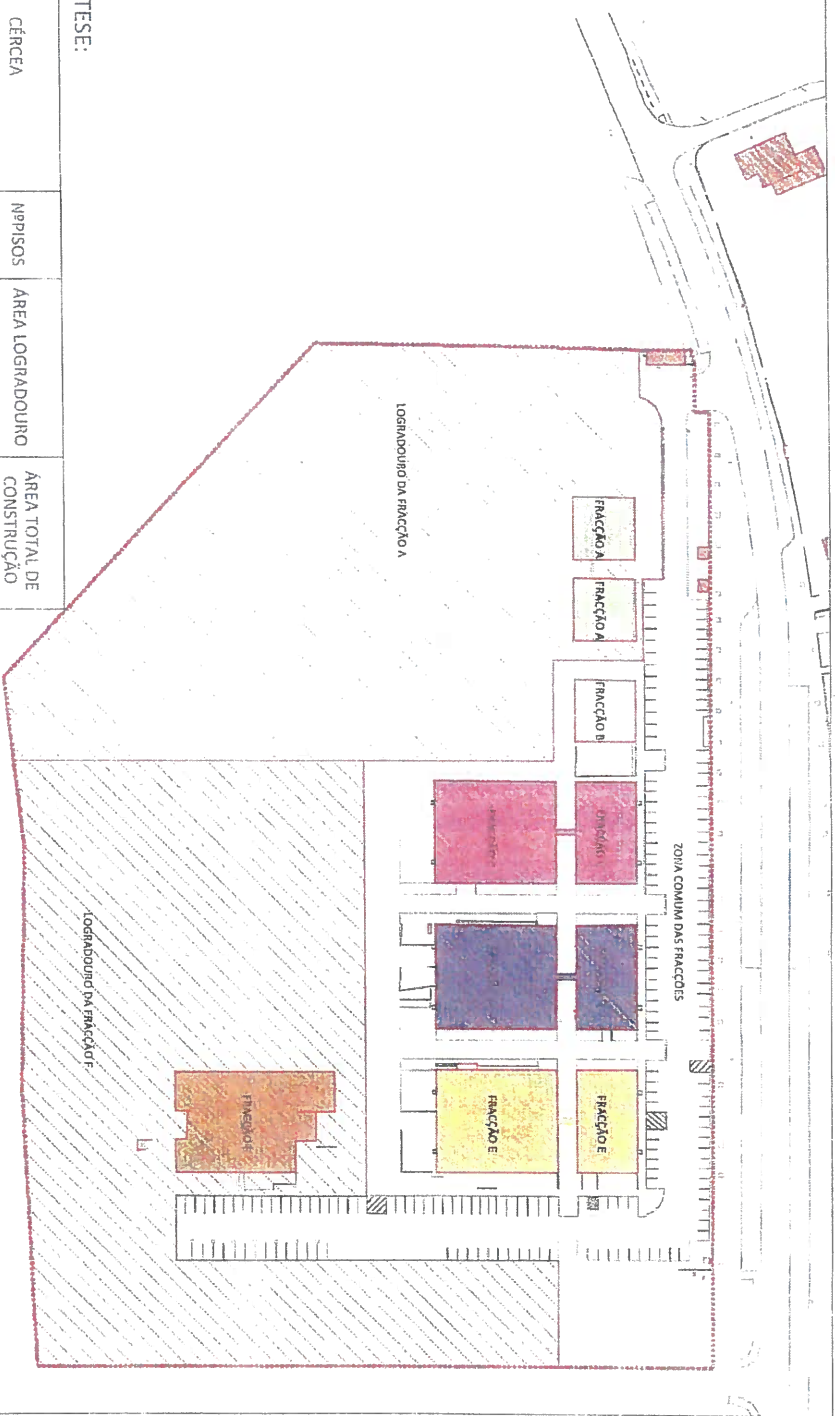 TESE:
CÉRCEA
NºPISOS
ÁREA LOGRADOURO
ÁREA TOTAL DE
CONSTRUÇÃO
LOGRADOURO DA FRACÇÃO A
FRACÇÃO A
FRACÇÃO A
FRACÇÃO B
ZONA COMUM DAS FRACÇÕES
FRACÇÃO E
FRACÇÃO E
LOGRADOURO DA FRACÇÃO F